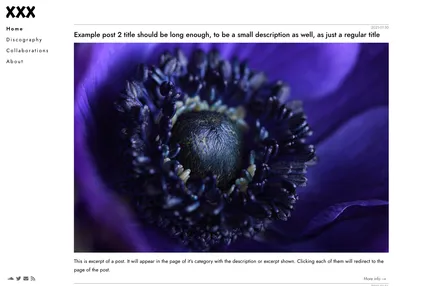 XXX
Home
Discography
Collaborations
About
Example post 2 title should be long enough, to be a small description as well, as just a regular title
This is excerpt of a post. It will appear in the page of it's category with the description or excerpt shown. Clicking each of them will redirect to
the page of the post.
More info →